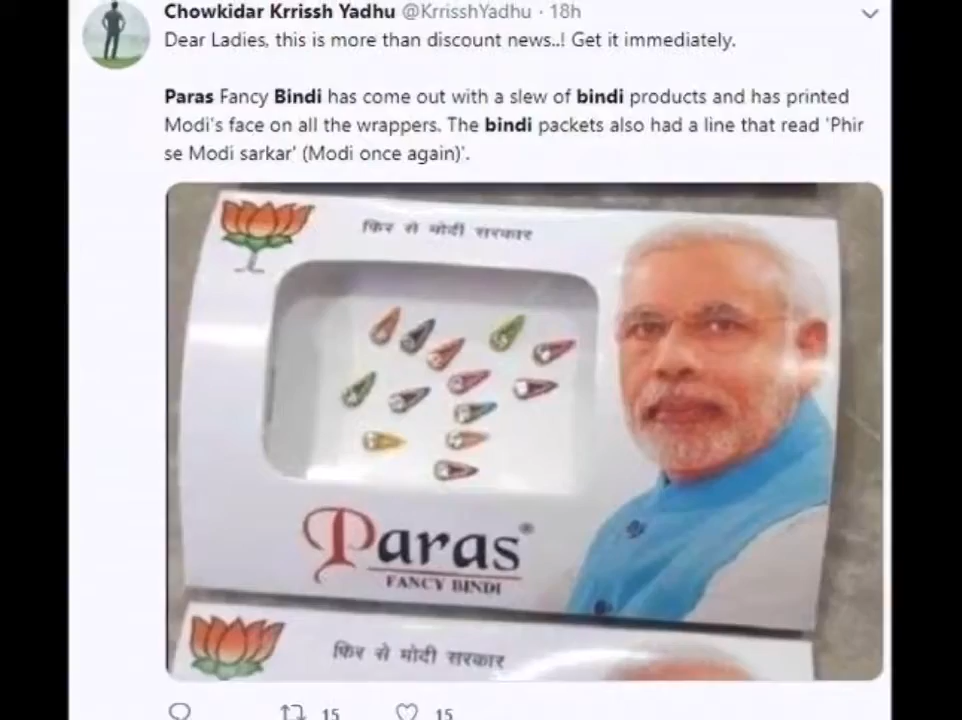 Chowkidar Krrissh Yadhu @KrrisshYadhu · 18h
Dear Ladies, this is more than discount news..! Get it immediately.
Paras Fancy Bindi has come out with a slew of bindi products and has printed
Modi's face on all the wrappers. The bindi packets also had a line that read 'Phir
se Modi sarkar' (Modi once again)'.
फिर से मोदी सरकार
Paras®
FANCY BINDI
फिर से मोदी सरकार
15 15